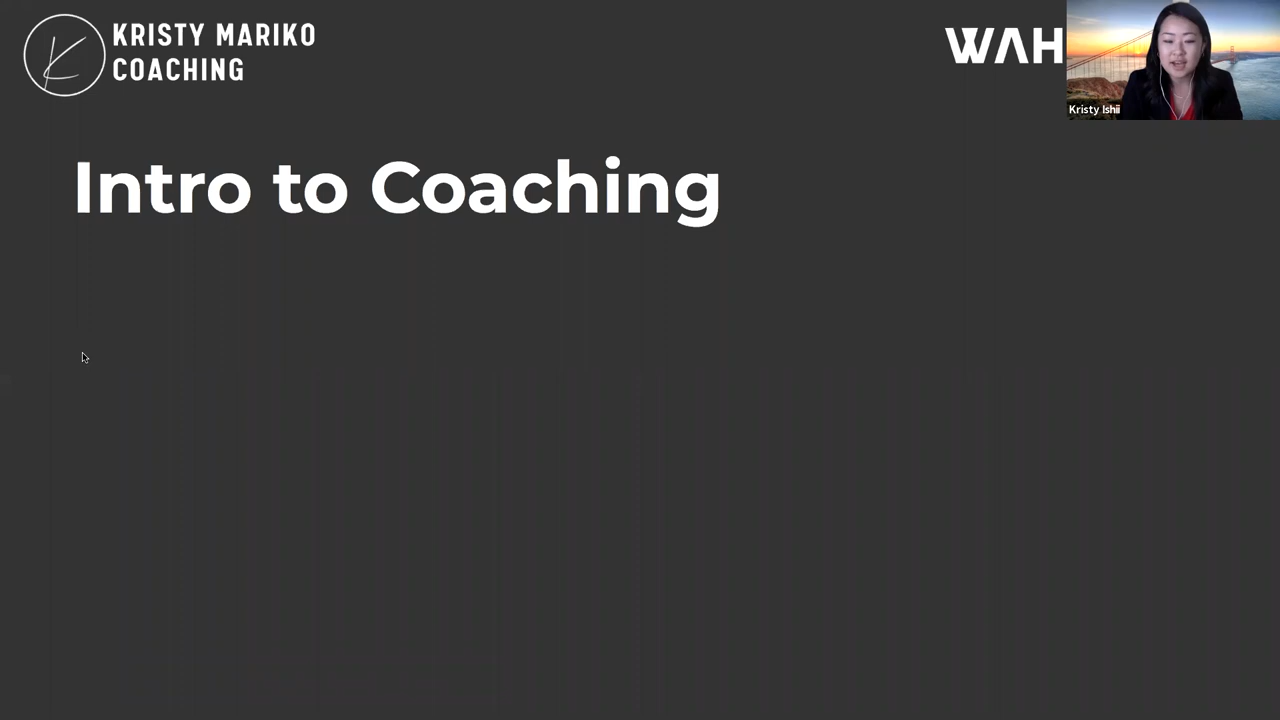 KRISTY MARIKO
COACHING
WAH
Kristy Ishii
Intro to Coaching